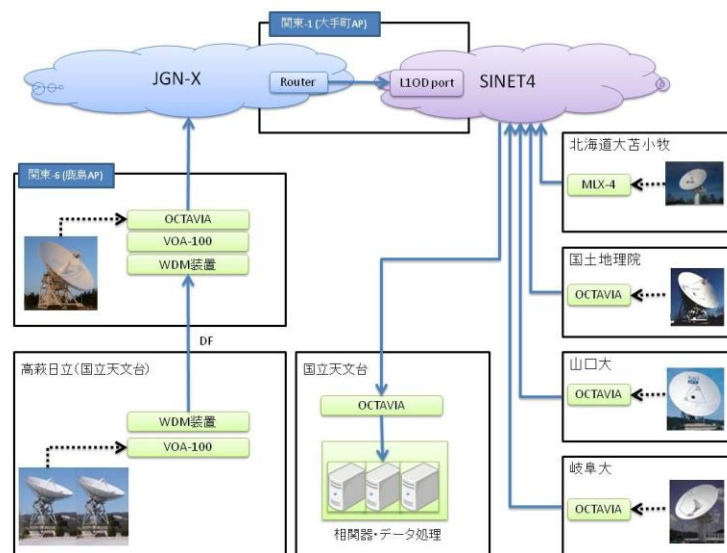 関東-1 (大手町AP)
JGN-X
Router
L1OD port
SINET4
関東-6 (鹿島AP)
OCTAVIA
VOA-100
WDM装置
DF
高萩日立(国立天文台)
WDM装置
VOA-100
国立天文台
OCTAVIA
相関器・データ処理
北海道大苫小牧
MLX-4
国土地理院
OCTAVIA
山口大
OCTAVIA
岐阜大
OCTAVIA